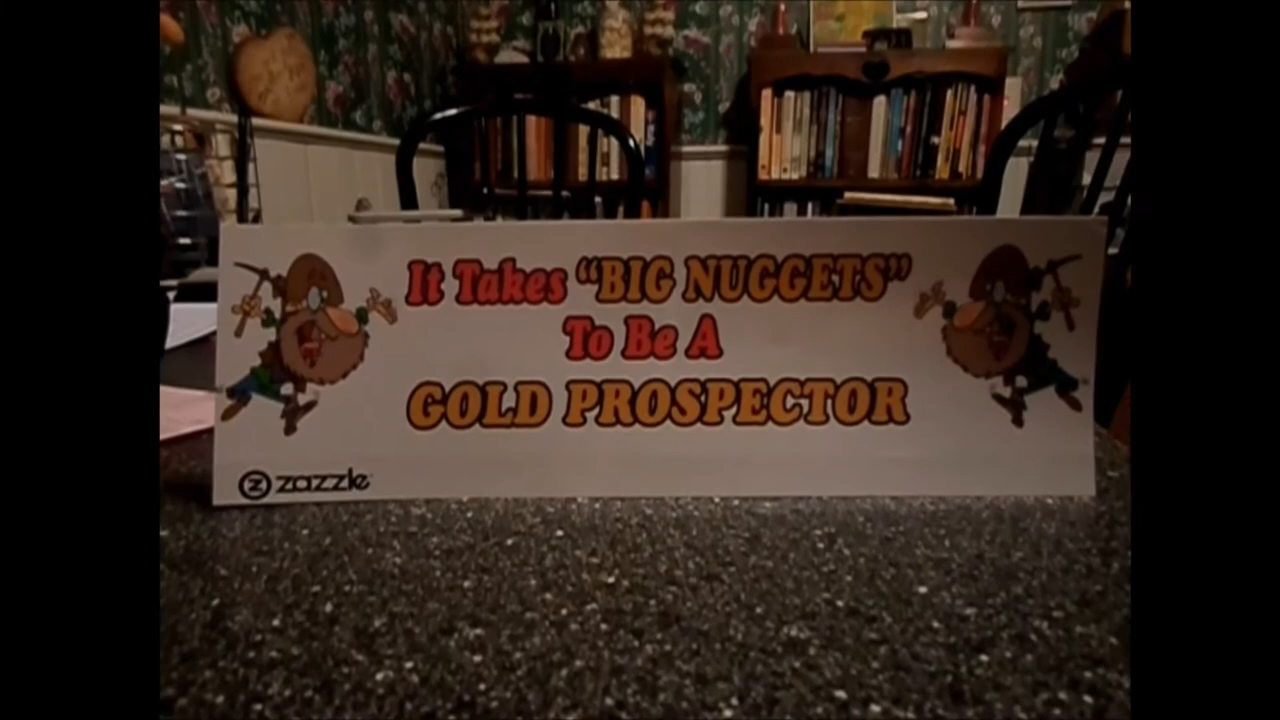 It Takes “BIG NUGGETS”
To Be A
GOLD PROSPECTOR
zazzle